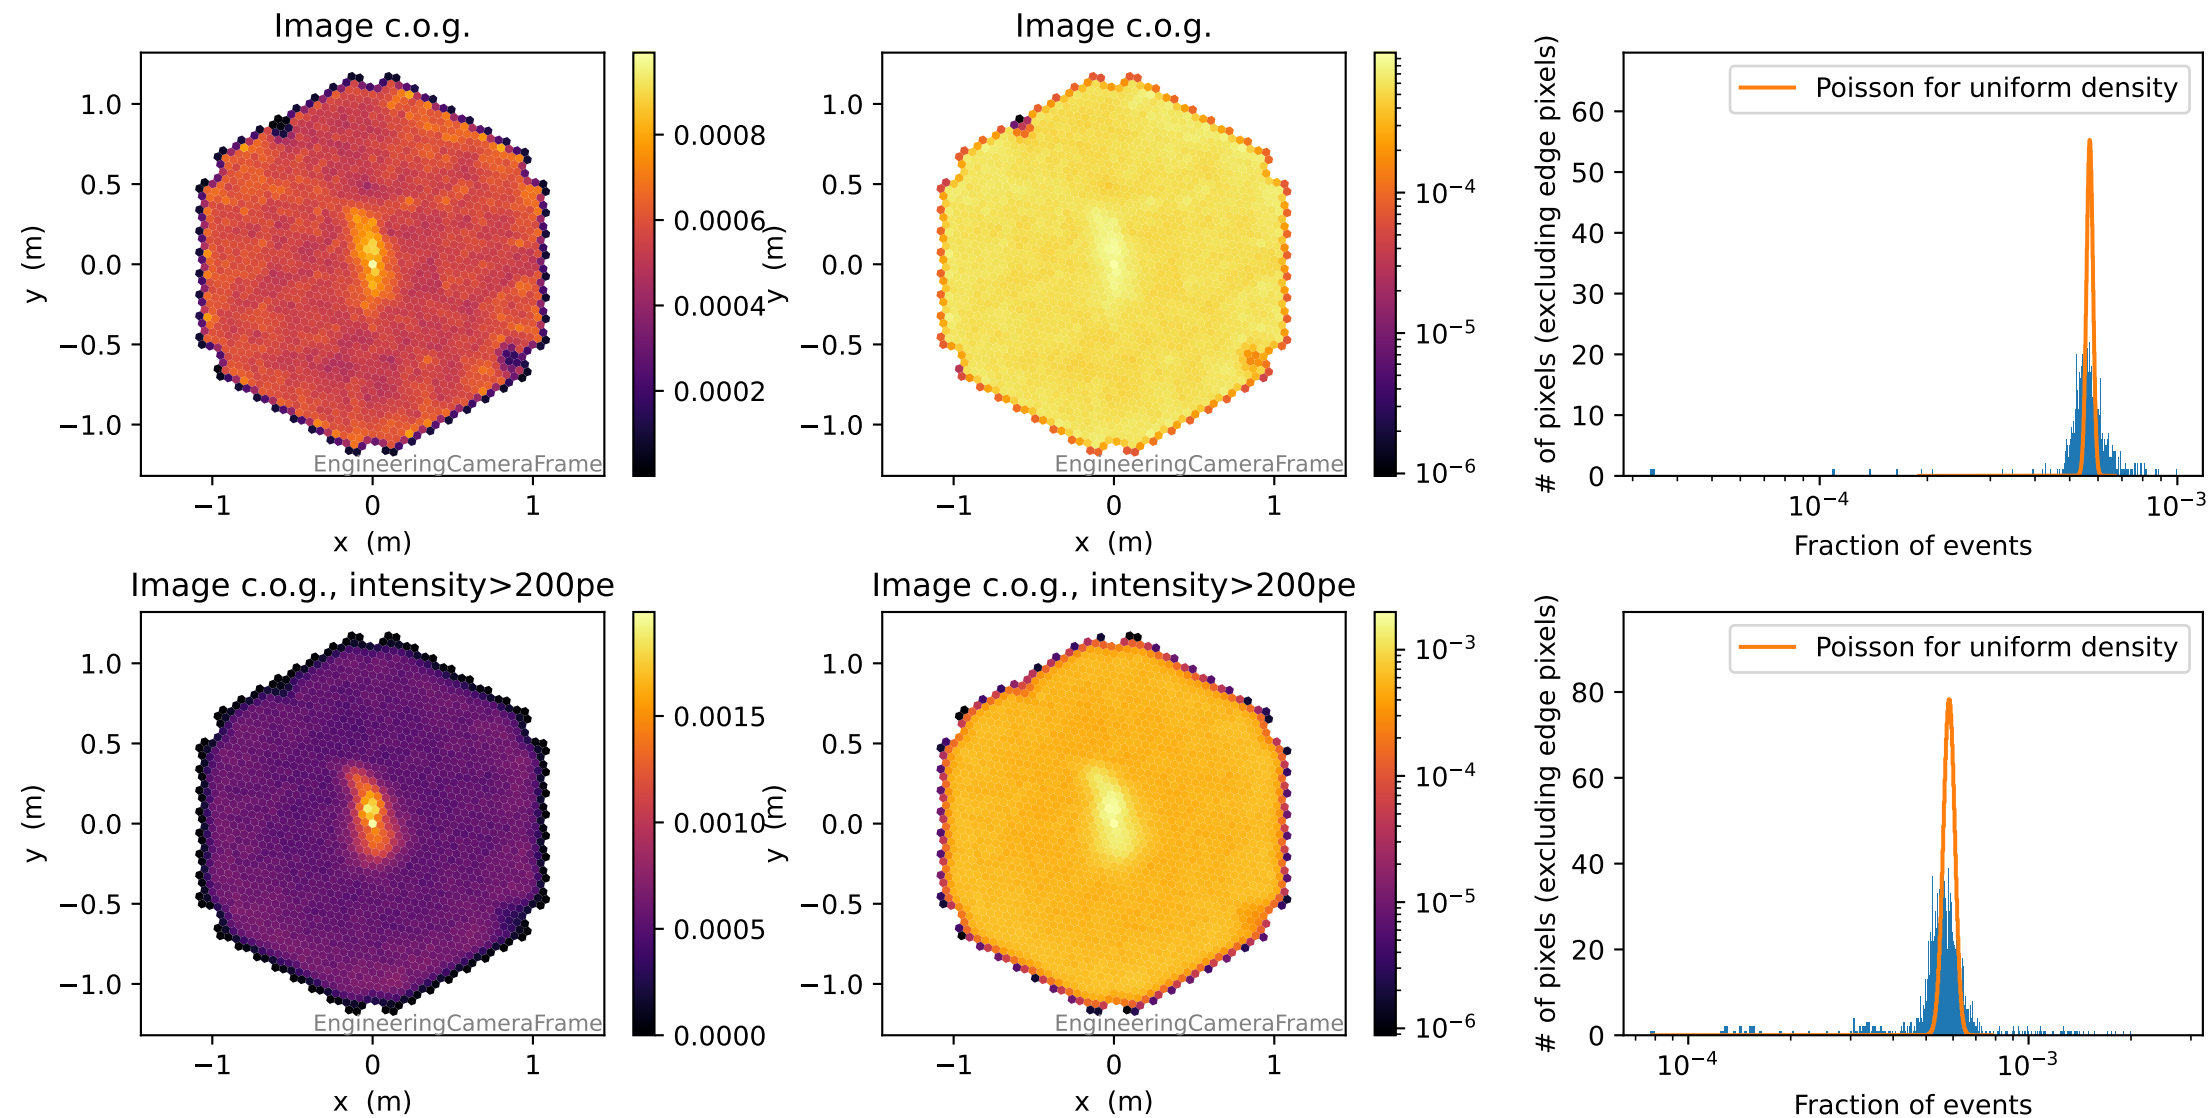 Image c.o.g.
y (m)
1.0
0.5
0.0
−0.5
−1.0
−1
0
1
x (m)
EngineeringCameraFrame
0.0008
0.0006
0.0004
0.0002
Image c.o.g.
y (m)
1.0
0.5
0.0
−0.5
−1.0
−1
0
1
x (m)
EngineeringCameraFrame
10−4
10−5
10−6
# of pixels (excluding edge pixels)
60
50
40
30
20
10
0
Poisson for uniform density
10−4
10−3
Fraction of events
Image c.o.g., intensity>200pe
y (m)
1.0
0.5
0.0
−0.5
−1.0
−1
0
1
x (m)
EngineeringCameraFrame
0.0015
0.0010
0.0005
0.0000
Image c.o.g., intensity>200pe
y (m)
1.0
0.5
0.0
−0.5
−1.0
−1
0
1
x (m)
EngineeringCameraFrame
10−3
10−4
10−5
10−6
# of pixels (excluding edge pixels)
80
60
40
20
0
Poisson for uniform density
10−4
10−3
Fraction of events